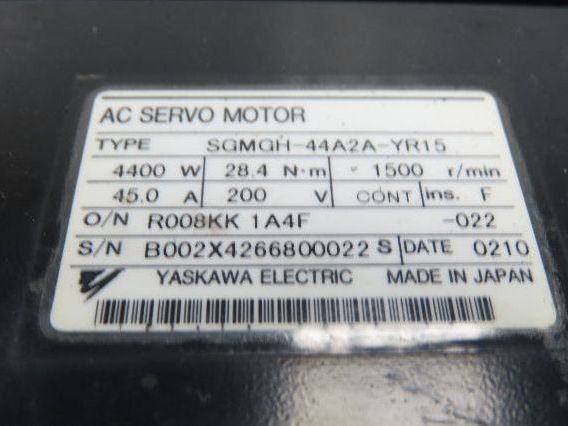 AC SERVO MOTOR
TYPE SGMGH-44A2A-YR15
4400 W 28.4 N·m 1500 r/min
45.0 A 200 V CONT ins. F
O/N R008KK 1A4F -022
S/N B002X4266800022 S DATE 0210
YASKAWA ELECTRIC MADE IN JAPAN